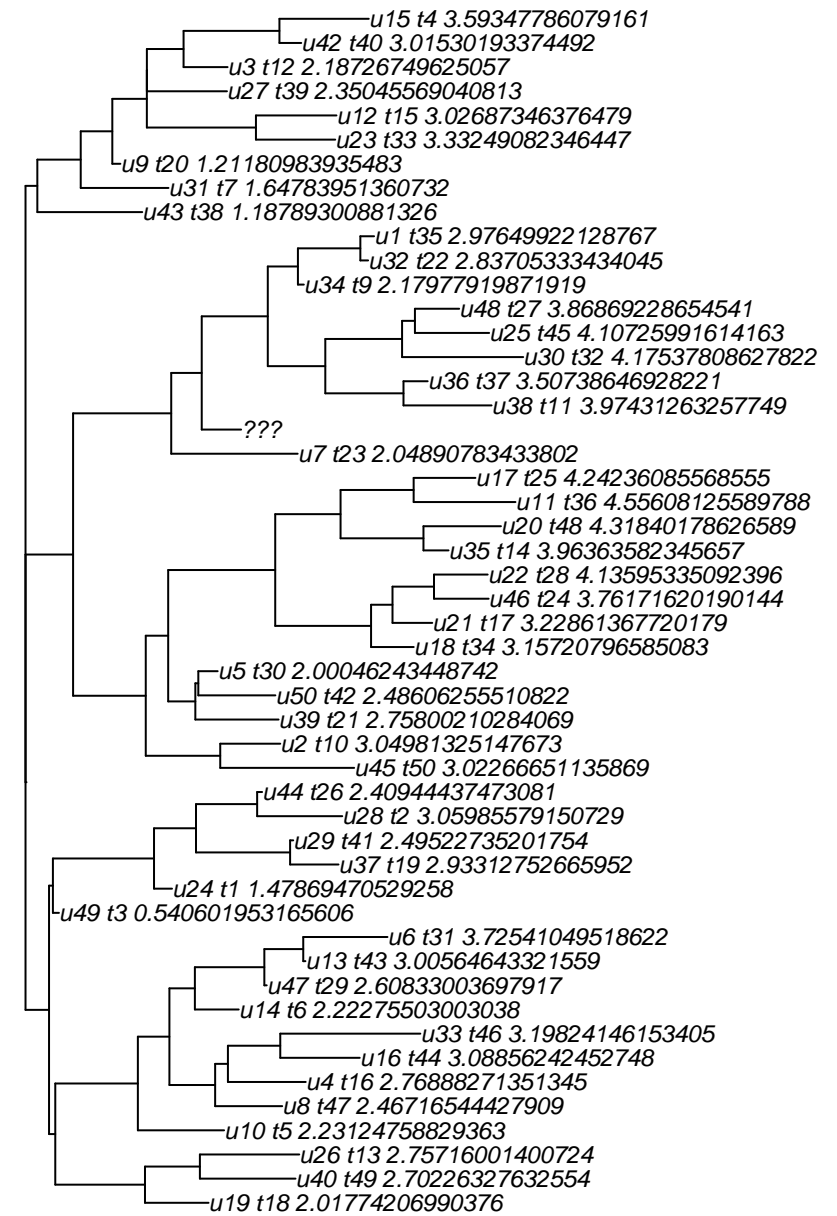 u15 t4 3.59347786079161
u42 t40 3.01530193374492
u3 t12 2.18726749625057
u27 t39 2.35045569040813
u12 t15 3.02687346376479
u23 t33 3.33249082346447
u9 t20 1.21180983935483
u31 t7 1.64783951360732
u43 t38 1.18789300881326
u1 t35 2.97649922128767
u32 t22 2.83705333434045
u34 t9 2.17977919871919
u48 t27 3.86869228654541
u25 t45 4.10725991614163
u30 t32 4.17537808627822
u36 t37 3.50738646928221
u38 t11 3.97431263257749
???
u7 t23 2.04890783433802
u17 t25 4.24236085568555
u11 t36 4.55608125589788
u20 t48 4.31840178626589
u35 t14 3.96363582345657
u22 t28 4.13595335092396
u46 t24 3.76171620190144
u21 t17 3.22861367720179
u18 t34 3.15720796585083
u5 t30 2.00046243448742
u50 t42 2.48606255510822
u39 t21 2.75800210284069
u2 t10 3.04981325147673
u45 t50 3.02266651135869
u44 t26 2.40944437473081
u28 t2 3.05985579150729
u29 t41 2.49522735201754
u37 t19 2.93312752665952
u24 t1 1.47869470529258
u49 t3 0.540601953165606
u6 t31 3.72541049518622
u13 t43 3.00564643321559
u47 t29 2.60833003697917
u14 t6 2.22275503003038
u33 t46 3.19824146153405
u16 t44 3.08856242452748
u4 t16 2.76888271351345
u8 t47 2.46716544427909
u10 t5 2.23124758829363
u26 t13 2.75716001400724
u40 t49 2.70226327632554
u19 t18 2.01774206990376